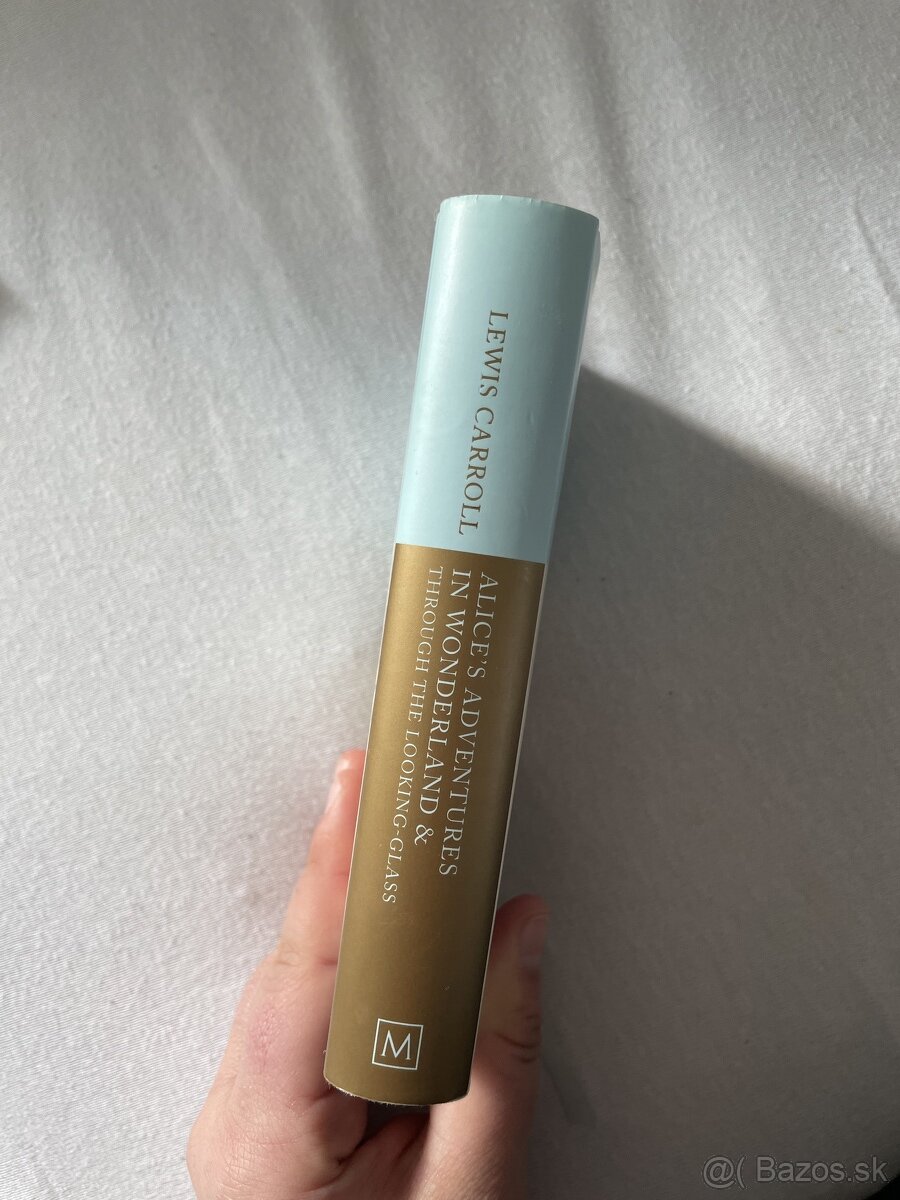 LEWIS CARROLL
ALICE'S ADVENTURES
IN WONDERLAND &
THROUGH THE LOOKING-GLASS
M
@( Bazos.sk